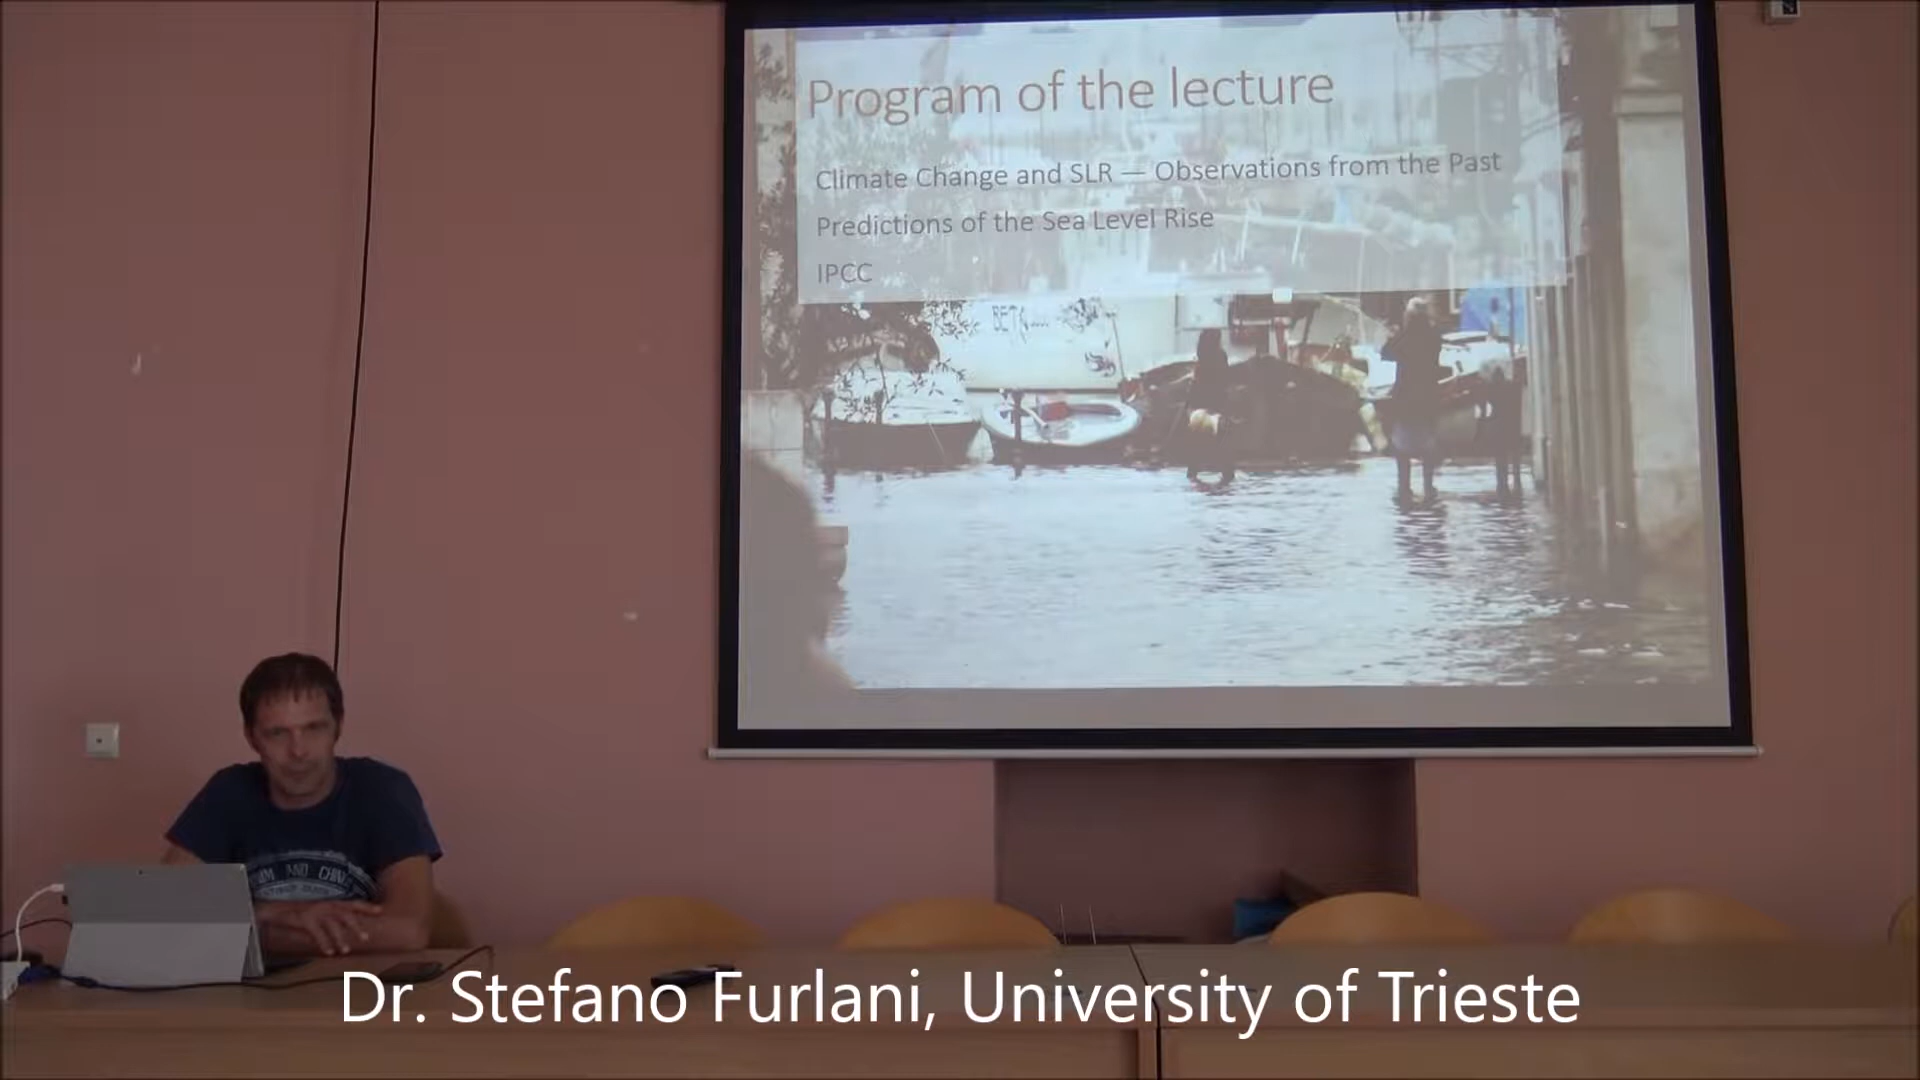 Program of the lecture
Climate Change and SLR — Observations from the Past
Predictions of the Sea Level Rise
IPCC
AND
Dr. Stefano Furlani, University of Trieste